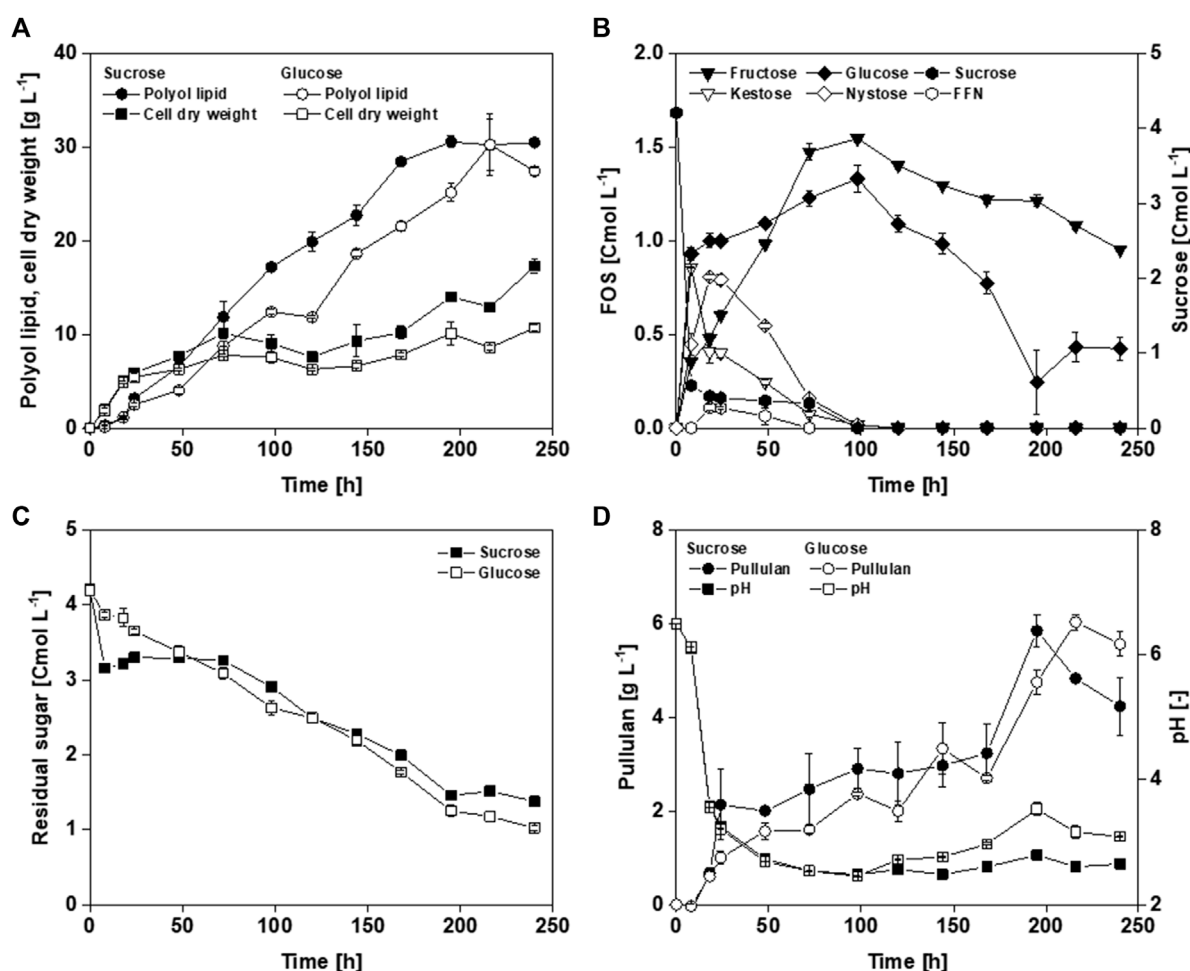 A
Polyol lipid, cell dry weight [g L-1]
40
30
20
10
0
Sucrose Glucose
Polyol lipid Polyol lipid
Cell dry weight Cell dry weight
0 50 100 150 200 250
Time [h]
B
FOS [Cmol L-1]
2.0
1.5
1.0
0.5
0.0
Fructose Glucose Sucrose
Kestose Nystose FFN
5
4
3
2
1
0
Sucrose [Cmol L-1]
0 50 100 150 200 250
Time [h]
C
Residual sugar [Cmol L-1]
5
4
3
2
1
0
Sucrose
Glucose
0 50 100 150 200 250
Time [h]
D
Pullulan [g L-1]
8
6
4
2
0
Sucrose Glucose
Pullulan Pullulan
pH pH
8
6
4
2
pH [-]
0 50 100 150 200 250
Time [h]